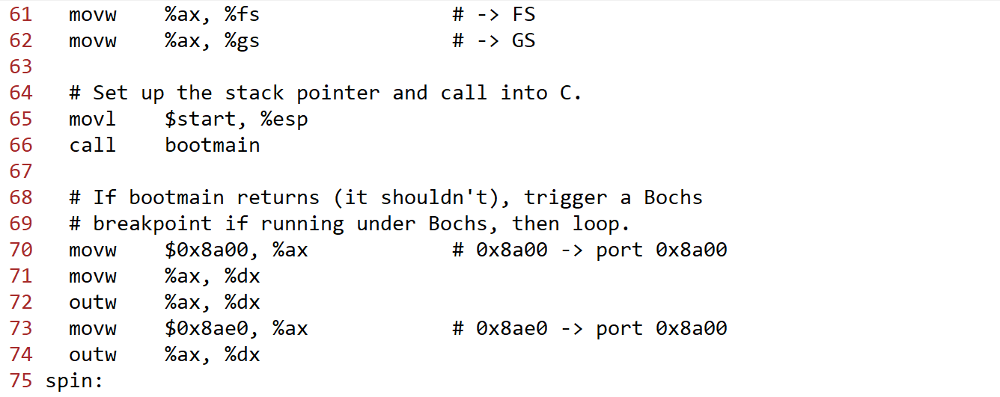 61   movw    %ax, %fs                # -> FS
62   movw    %ax, %gs                # -> GS
63
64   # Set up the stack pointer and call into C.
65   movl    $start, %esp
66   call    bootmain
67
68   # If bootmain returns (it shouldn't), trigger a Bochs
69   # breakpoint if running under Bochs, then loop.
70   movw    $0x8a00, %ax            # 0x8a00 -> port 0x8a00
71   movw    %ax, %dx
72   outw    %ax, %dx
73   movw    $0x8ae0, %ax            # 0x8ae0 -> port 0x8a00
74   outw    %ax, %dx
75 spin: